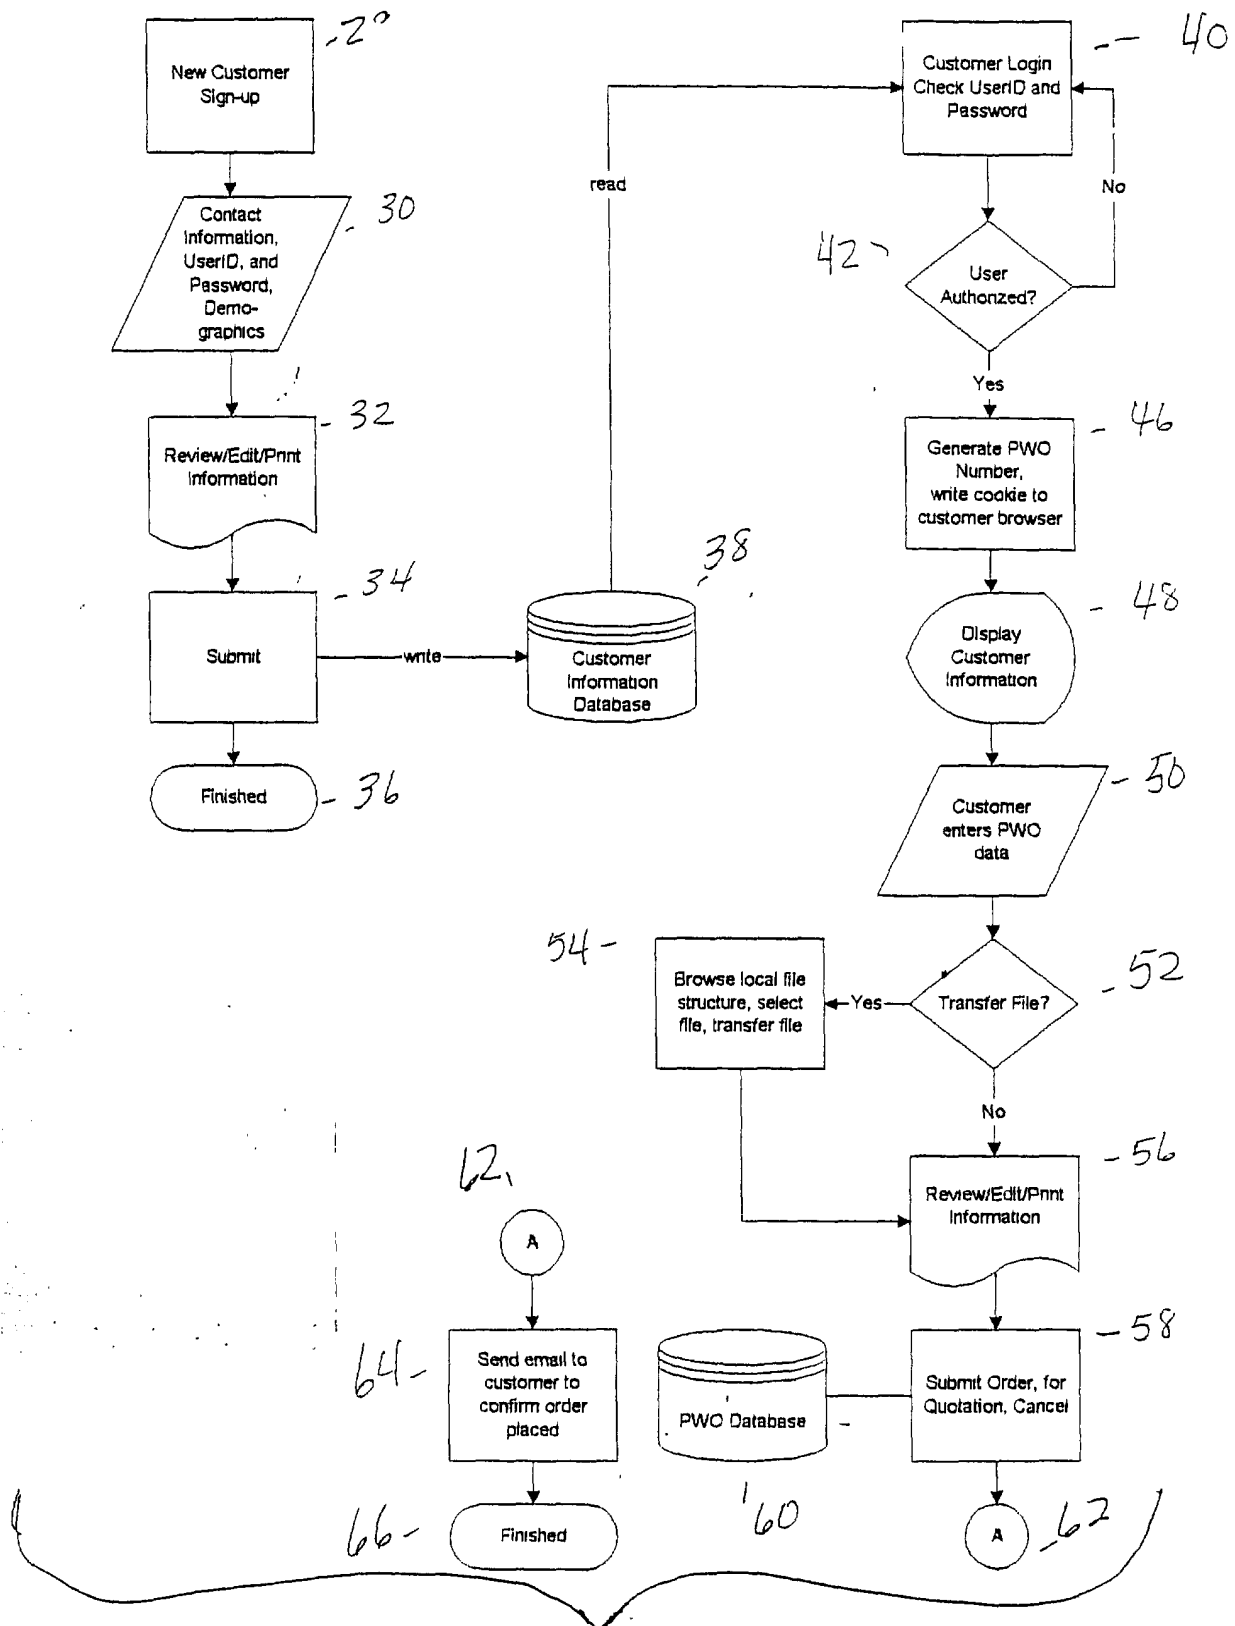 New Customer
Sign-up
20
Contact
Information,
UserID, and
Password,
Demo-
graphics
30
Review/Edit/Print
Information
32
Submit
34
write
Customer
Information
Database
38
Finished
36
read
Customer Login
Check UserID and
Password
40
No
User
Authorized?
42
Yes
Generate PWO
Number,
write cookie to
customer browser
46
Display
Customer
Information
48
Customer
enters PWO
data
50
Transfer File?
52
Yes
Browse local file
structure, select
file, transfer file
54
No
Review/Edit/Print
Information
56
Submit Order, for
Quotation, Cancel
58
PWO Database
60
A
62
62
A
Send email to
customer to
confirm order
placed
64
Finished
66